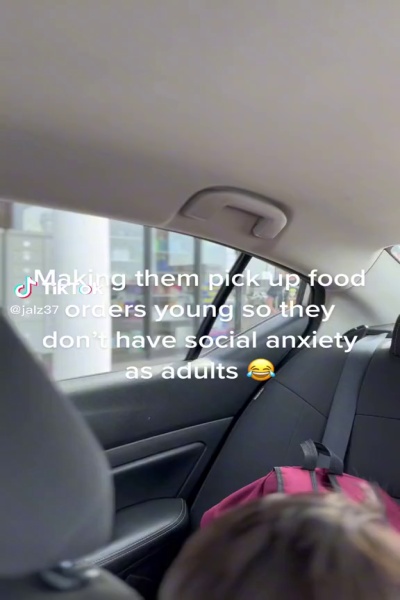 Making them pick up food
orders young so they
don't have social anxiety
as adults 😂
TikTok
@jalz37